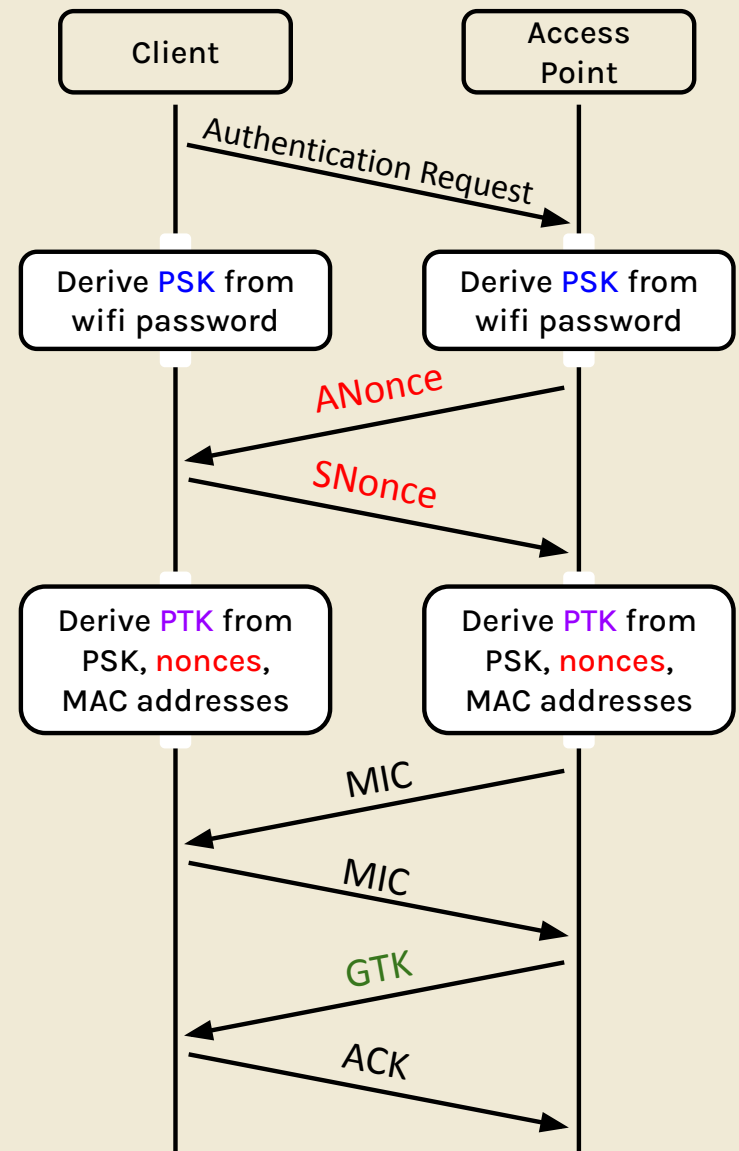 Client
Access
Point
Authentication Request
Derive PSK from
wifi password
Derive PSK from
wifi password
ANonce
SNonce
Derive PTK from
PSK, nonces,
MAC addresses
Derive PTK from
PSK, nonces,
MAC addresses
MIC
MIC
GTK
ACK